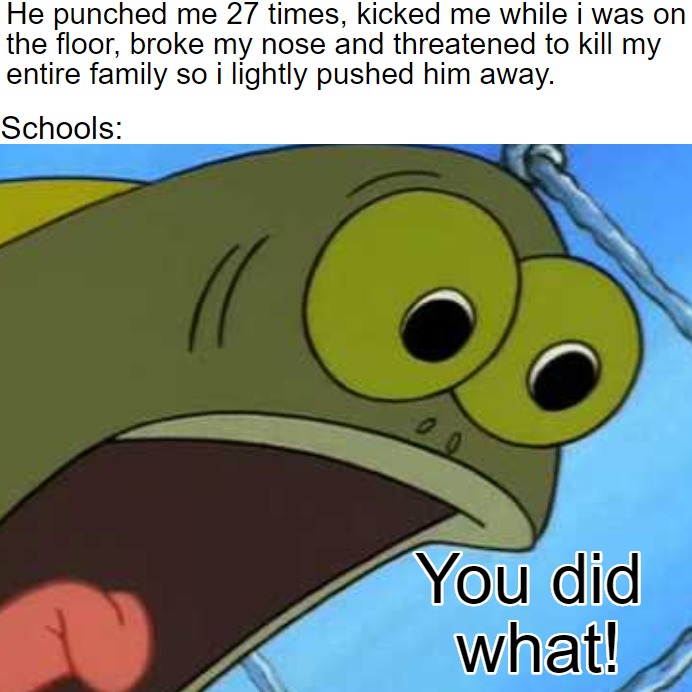 He punched me 27 times, kicked me while i was on
the floor, broke my nose and threatened to kill my
entire family so i lightly pushed him away.
Schools:
You did
what!